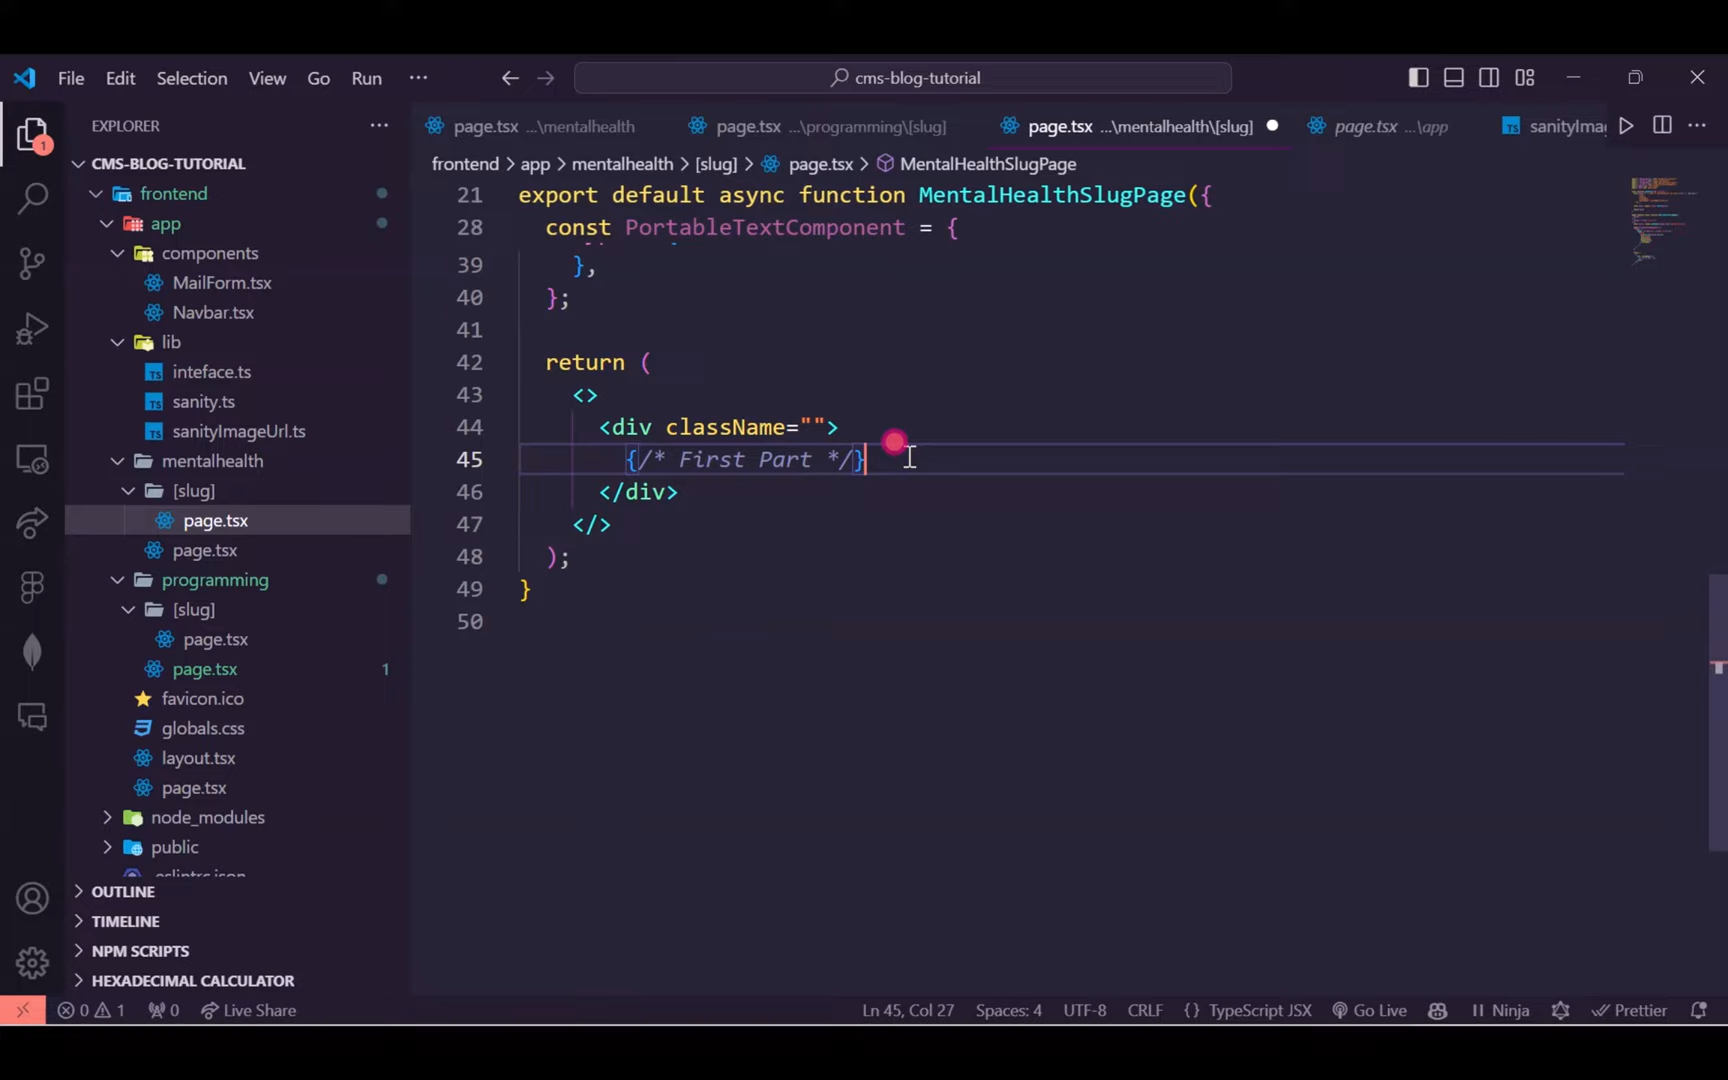 File Edit Selection View Go Run ··· cms-blog-tutorial
EXPLORER ···
page.tsx ...\mentalhealth page.tsx ...\programming\[slug] page.tsx ...\mentalhealth\[slug] page.tsx ...\app sanityIma
frontend > app > mentalhealth > [slug] > page.tsx > MentalHealthSlugPage
1
CMS-BLOG-TUTORIAL
frontend
app
components
MailForm.tsx
Navbar.tsx
lib
inteface.ts
sanity.ts
sanityImageUrl.ts
mentalhealth
[slug]
page.tsx
page.tsx
programming
[slug]
page.tsx
page.tsx 1
favicon.ico
globals.css
layout.tsx
page.tsx
node_modules
public
.eslintrc.json
OUTLINE
TIMELINE
NPM SCRIPTS
HEXADECIMAL CALCULATOR
21 export default async function MentalHealthSlugPage({
28 const PortableTextComponent = {
39 },
40 };
41
42 return (
43 <>
44 <div className="">
45 {/* First Part */}
46 </div>
47 </>
48 );
49 }
50
0 1 0 Live Share Ln 45, Col 27 Spaces: 4 UTF-8 CRLF {} TypeScript JSX Go Live Ninja Prettier